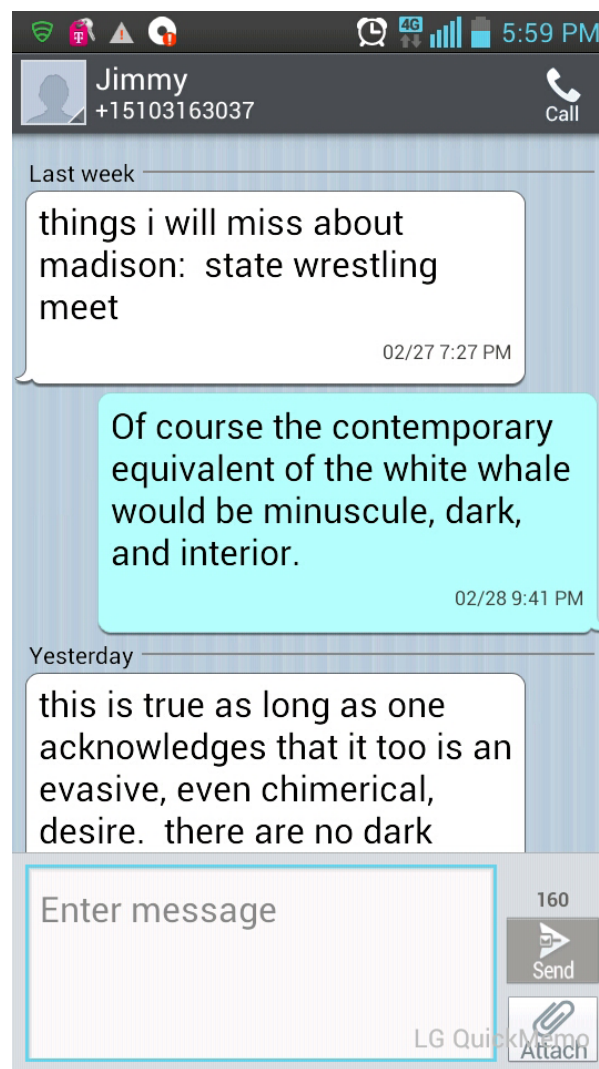 4G 5:59 PM
Jimmy
+15103163037
Call
Last week
things i will miss about
madison:  state wrestling
meet
02/27 7:27 PM
Of course the contemporary
equivalent of the white whale
would be minuscule, dark,
and interior.
02/28 9:41 PM
Yesterday
this is true as long as one
acknowledges that it too is an
evasive, even chimerical,
desire.  there are no dark
Enter message
160
Send
Attach
LG QuickMemo